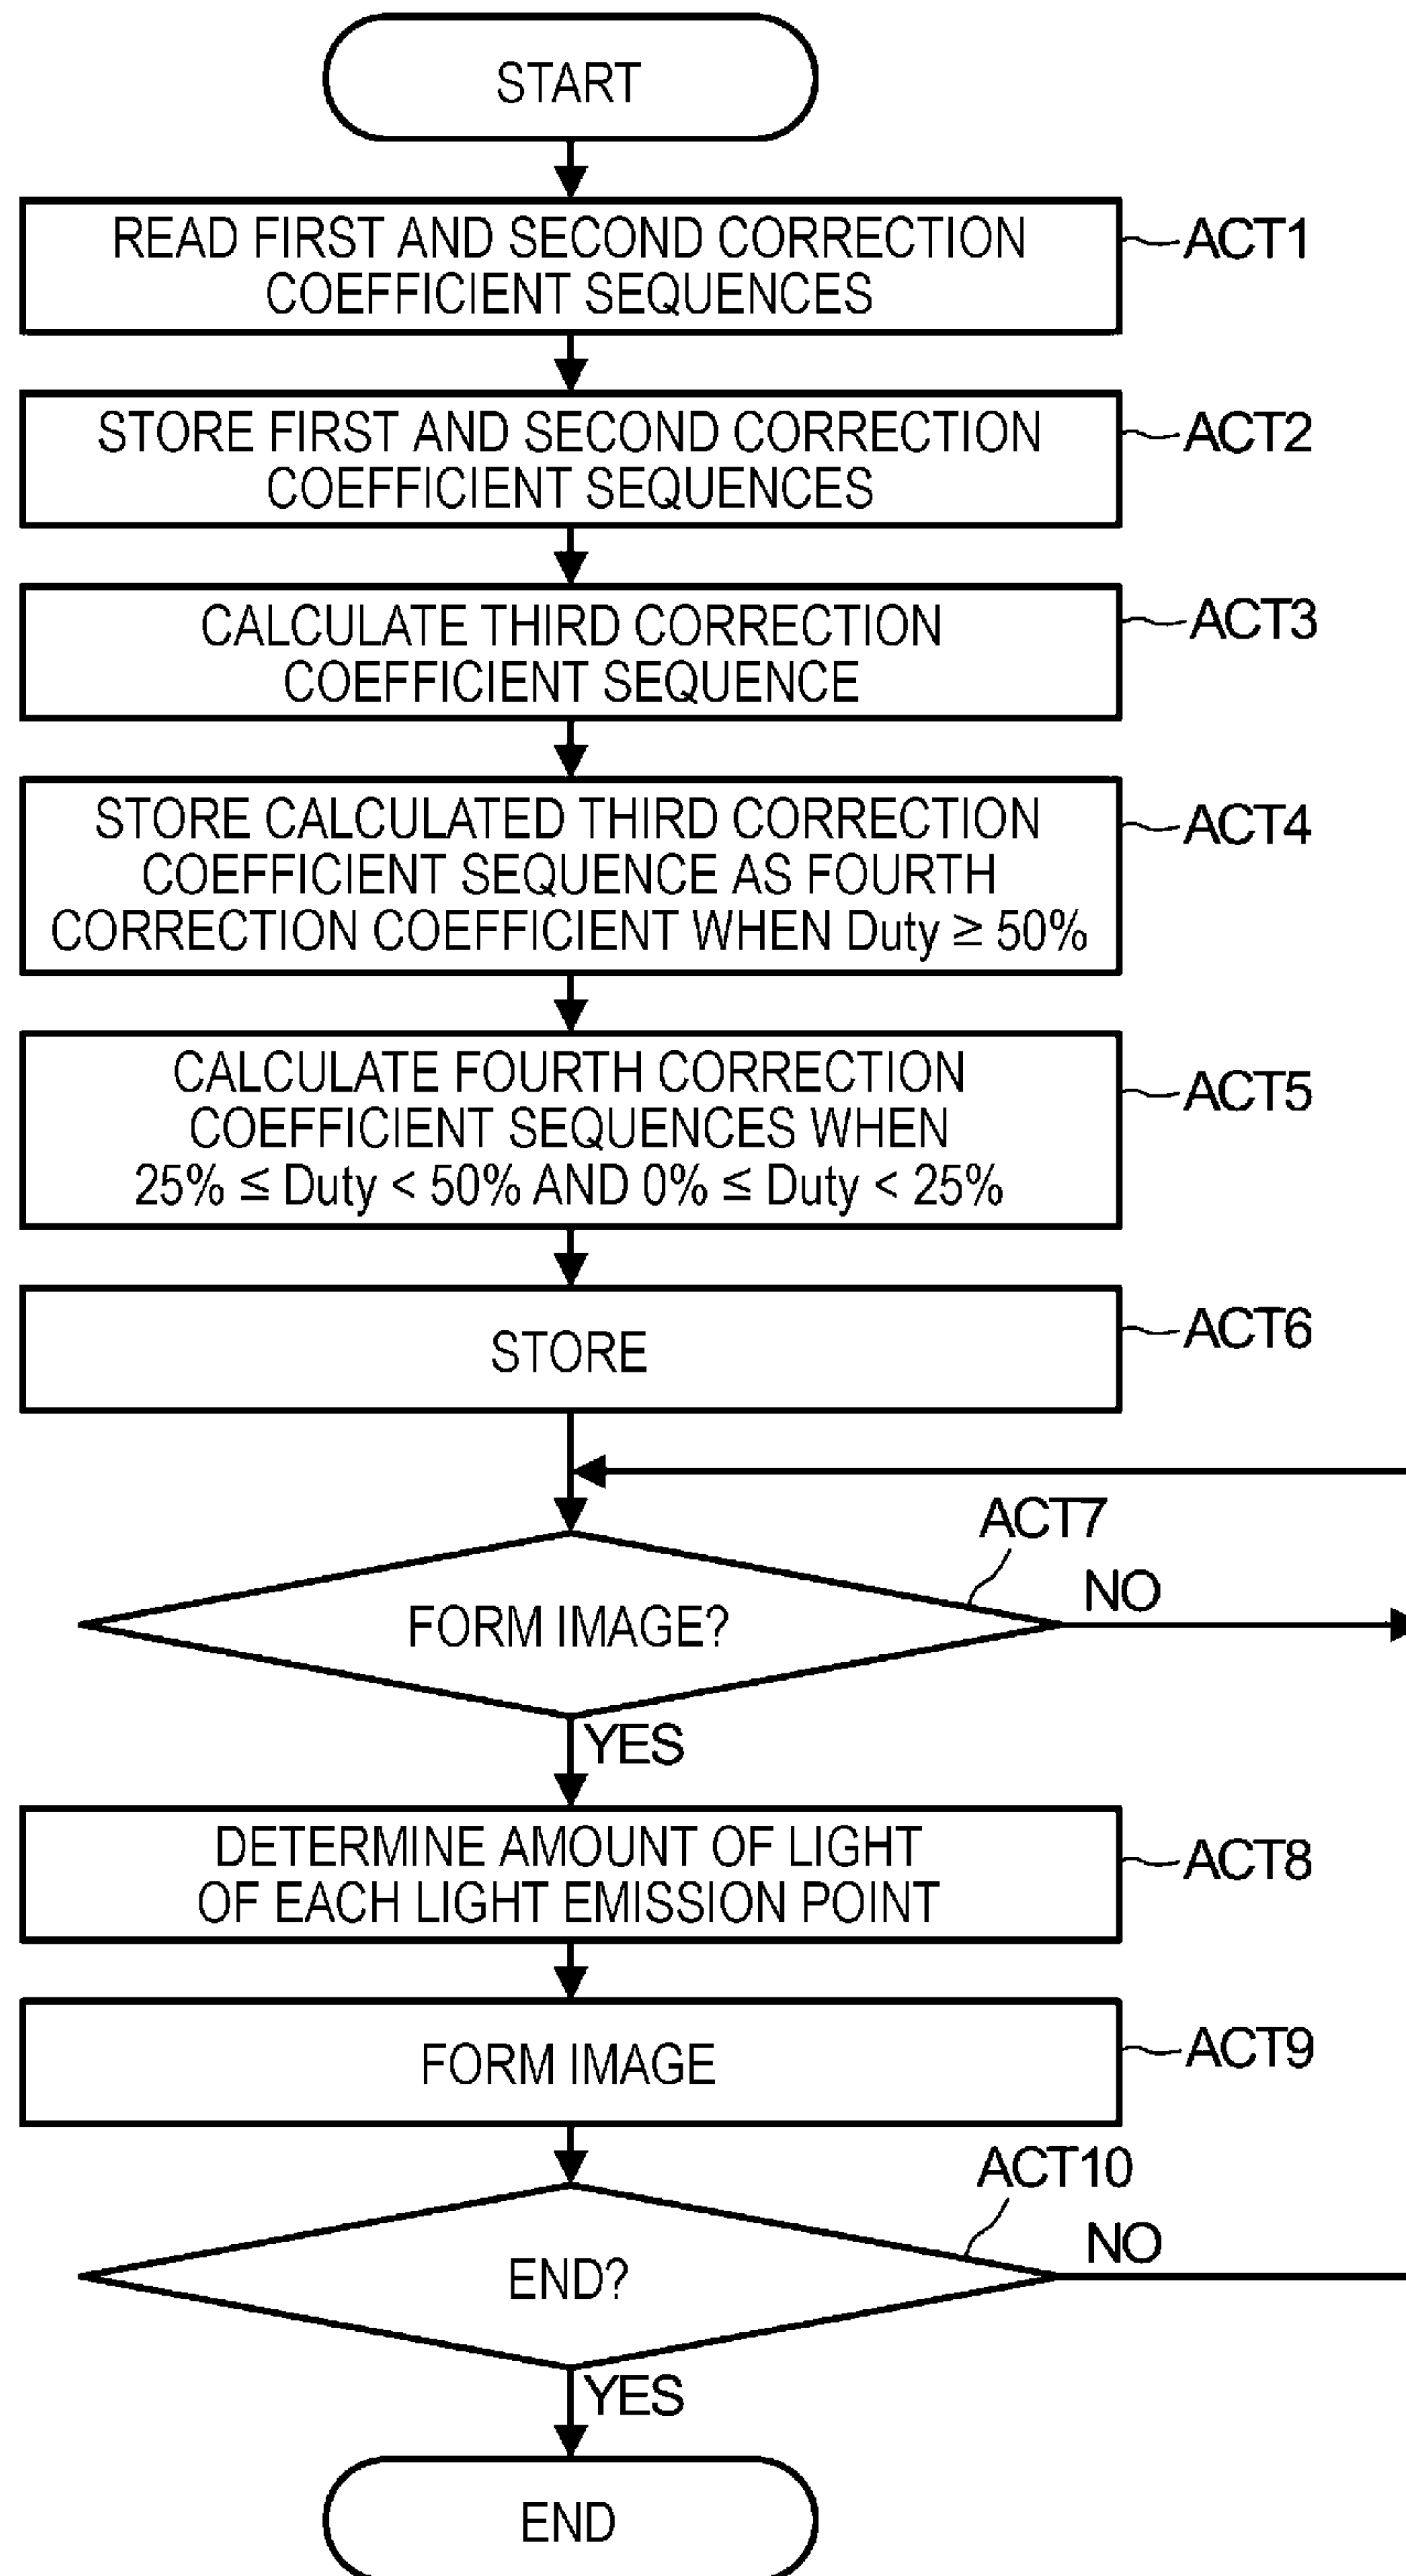 START
READ FIRST AND SECOND CORRECTION
COEFFICIENT SEQUENCES
ACT1
STORE FIRST AND SECOND CORRECTION
COEFFICIENT SEQUENCES
ACT2
CALCULATE THIRD CORRECTION
COEFFICIENT SEQUENCE
ACT3
STORE CALCULATED THIRD CORRECTION
COEFFICIENT SEQUENCE AS FOURTH
CORRECTION COEFFICIENT WHEN Duty ≥ 50%
ACT4
CALCULATE FOURTH CORRECTION
COEFFICIENT SEQUENCES WHEN
25% ≤ Duty < 50% AND 0% ≤ Duty < 25%
ACT5
STORE
ACT6
ACT7
FORM IMAGE?
NO
YES
DETERMINE AMOUNT OF LIGHT
OF EACH LIGHT EMISSION POINT
ACT8
FORM IMAGE
ACT9
ACT10
END?
NO
YES
END